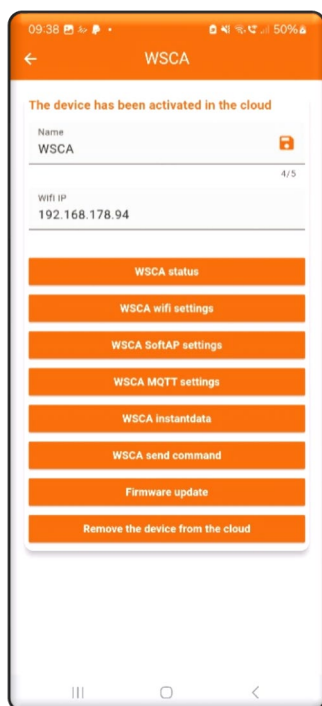 09:38
50%
WSCA
The device has been activated in the cloud
Name
WSCA
4/5
Wifi IP
192.168.178.94
WSCA status
WSCA wifi settings
WSCA SoftAP settings
WSCA MQTT settings
WSCA instantdata
WSCA send command
Firmware update
Remove the device from the cloud